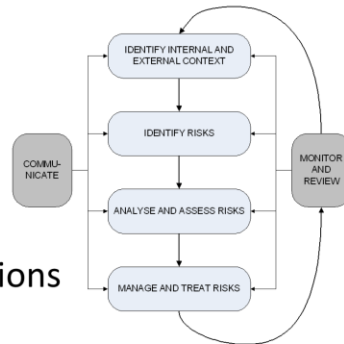 IDENTIFY INTERNAL AND
EXTERNAL CONTEXT
IDENTIFY RISKS
COMMU-
NICATE
MONITOR
AND
REVIEW
ANALYSE AND ASSESS RISKS
ions
MANAGE AND TREAT RISKS